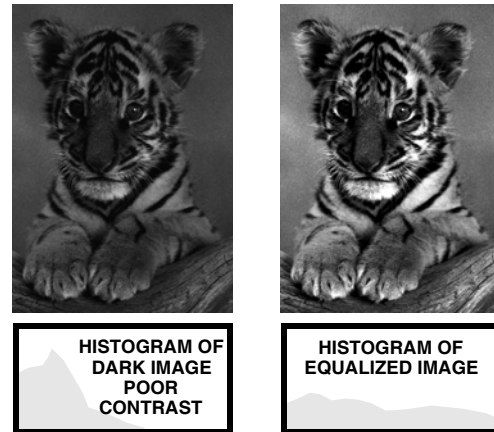 HISTOGRAM OF
DARK IMAGE
POOR
CONTRAST
HISTOGRAM OF
EQUALIZED IMAGE